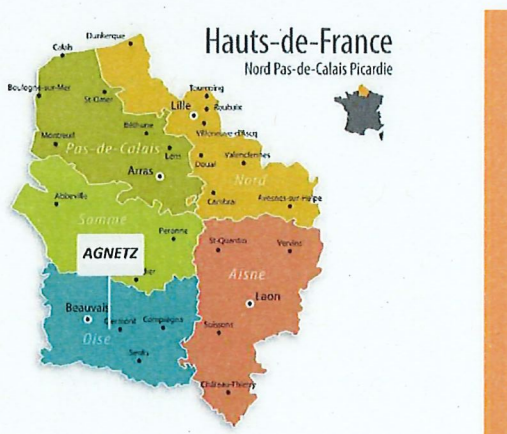 Hauts-de-France
Nord Pas-de-Calais Picardie
Dunkerque
Calais
Boulogne-sur-Mer
St-Omer
Tourcoing
Roubaix
Lille
Villeneuve-d'Ascq
Béthune
Montreuil
Pas-de-Calais
Lens
Arras
Douai
Valenciennes
Nord
Cambrai
Avesnes-sur-Helpe
Abbeville
Somme
Peronne
AGNETZ
St-Quentin
Vervins
Aisne
Beauvais
Clermont
Compiègne
Oise
Senlis
Laon
Soissons
Château-Thierry